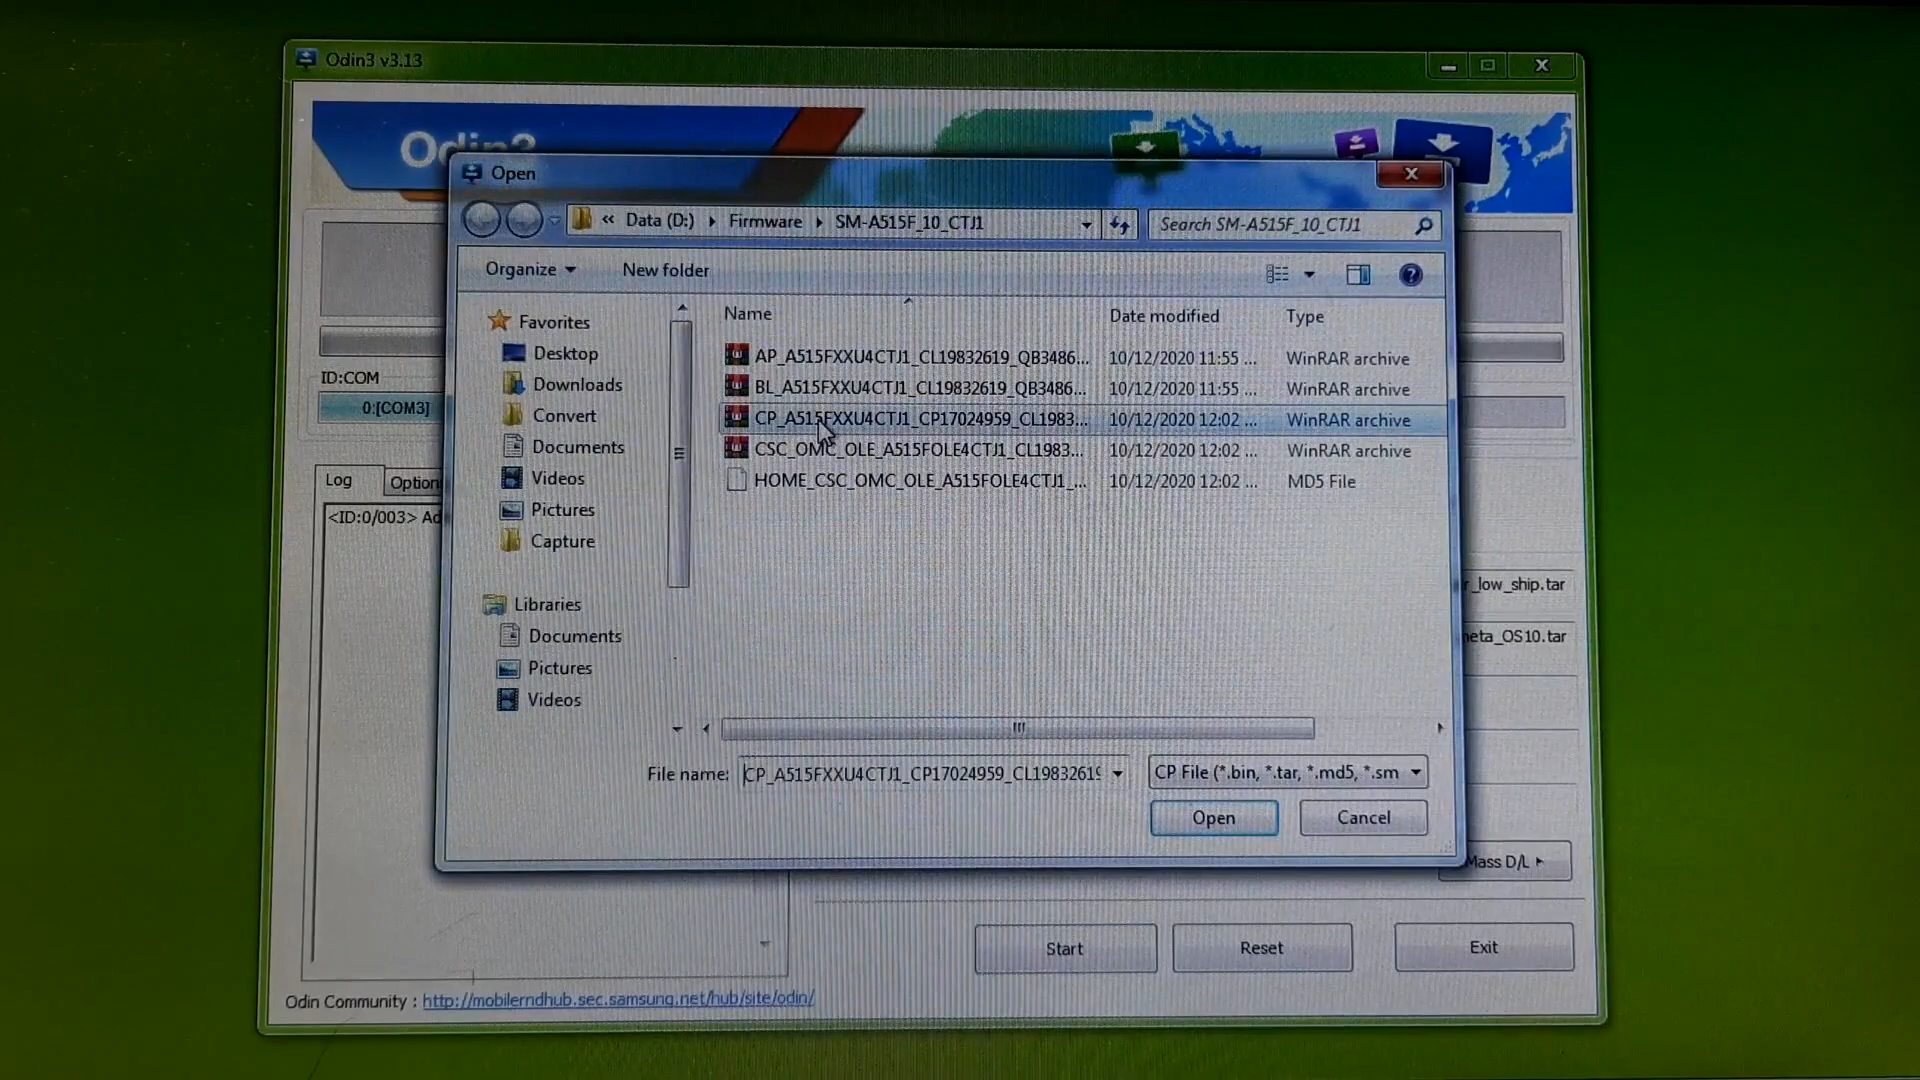 Odin3 v3.13
Odin3
Open
« Data (D:) ▸ Firmware ▸ SM-A515F_10_CTJ1
Search SM-A515F_10_CTJ1
Organize
New folder
Name
Date modified
Type
Favorites
Desktop
Downloads
Convert
Documents
Videos
Pictures
Capture
Libraries
Documents
Pictures
Videos
AP_A515FXXU4CTJ1_CL19832619_QB3486... 10/12/2020 11:55 ... WinRAR archive
BL_A515FXXU4CTJ1_CL19832619_QB3486... 10/12/2020 11:55 ... WinRAR archive
CP_A515FXXU4CTJ1_CP17024959_CL1983... 10/12/2020 12:02 ... WinRAR archive
CSC_OMC_OLE_A515FOLE4CTJ1_CL1983... 10/12/2020 12:02 ... WinRAR archive
HOME_CSC_OMC_OLE_A515FOLE4CTJ1_... 10/12/2020 12:02 ... MD5 File
File name: CP_A515FXXU4CTJ1_CP17024959_CL19832619
CP File (*.bin, *.tar, *.md5, *.sm
Open
Cancel
ID:COM
0:[COM3]
Log
Option
<ID:0/003> Ad
r_low_ship.tar
neta_OS10.tar
Mass D/L
Start
Reset
Exit
Odin Community : http://mobilerndhub.sec.samsung.net/hub/site/odin/